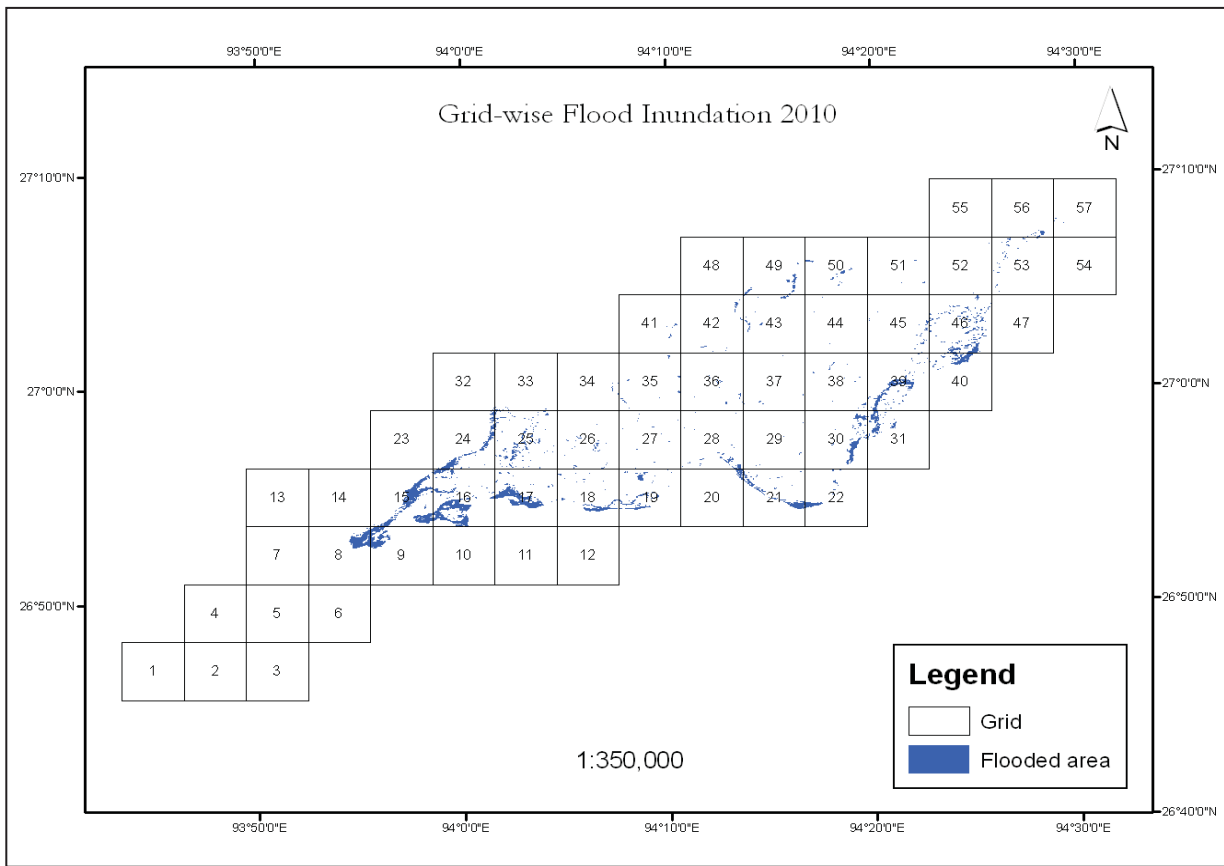 93°50'0"E 94°0'0"E 94°10'0"E 94°20'0"E 94°30'0"E
Grid-wise Flood Inundation 2010
N
27°10'0"N 27°10'0"N
55 56 57
48 49 50 51 52 53 54
41 42 43 44 45 46 47
27°0'0"N 27°0'0"N
32 33 34 35 36 37 38 39 40
23 24 25 26 27 28 29 30 31
13 14 15 16 17 18 19 20 21 22
7 8 9 10 11 12
26°50'0"N 26°50'0"N
4 5 6
1 2 3
Legend
Grid
Flooded area
1:350,000
26°40'0"N
93°50'0"E 94°0'0"E 94°10'0"E 94°20'0"E 94°30'0"E